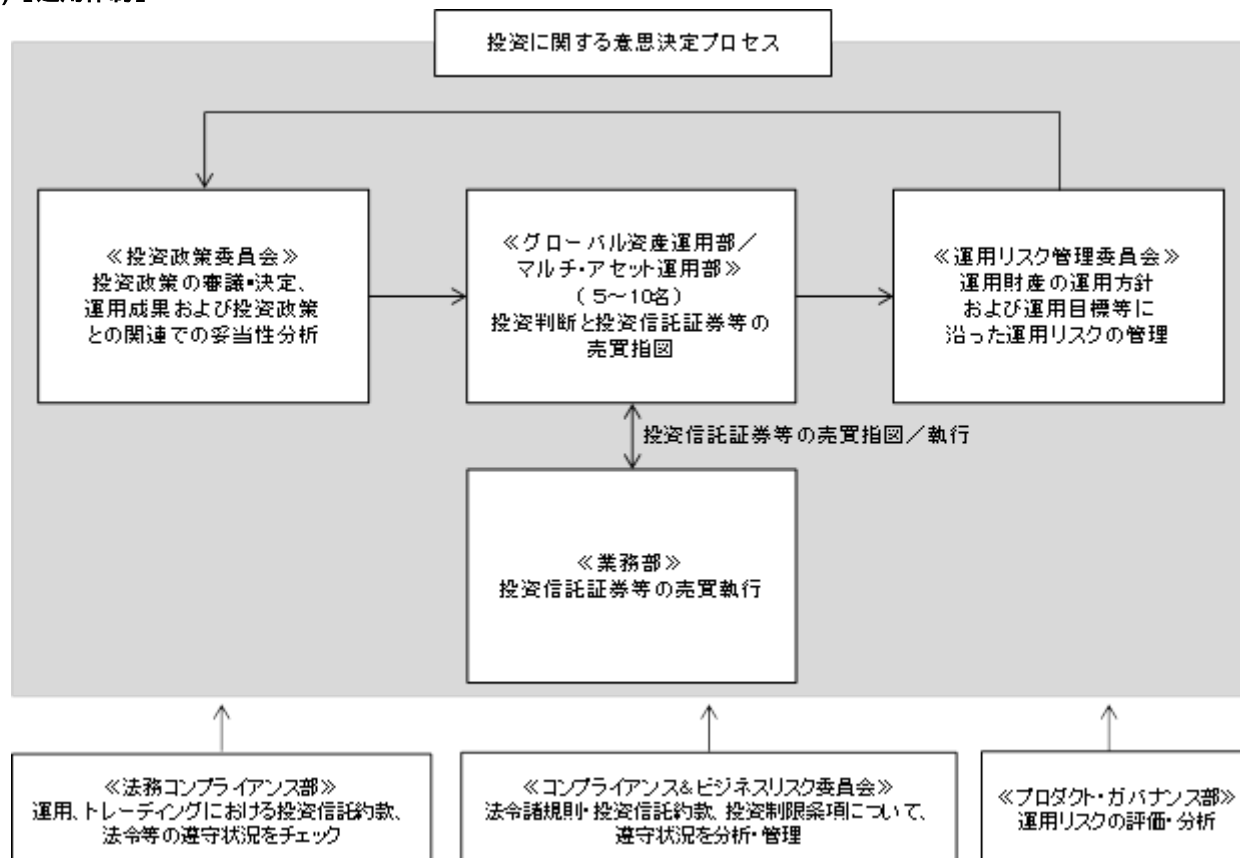 投資に関する意思決定プロセス
≪投資政策委員会≫
投資政策の審議・決定、
運用成果および投資政策
との関連での妥当性分析
≪グローバル資産運用部／
マルチ・アセット運用部≫
(5～10名)
投資判断と投資信託証券等の
売買指図
≪運用リスク管理委員会≫
運用財産の運用方針
および運用目標等に
沿った運用リスクの管理
投資信託証券等の売買指図／執行
≪業務部≫
投資信託証券等の売買執行
≪法務コンプライアンス部≫
運用、トレーディングにおける投資信託約款、
法令等の遵守状況をチェック
≪コンプライアンス&ビジネスリスク委員会≫
法令諸規則・投資信託約款、投資制限条項について、
遵守状況を分析・管理
≪プロダクト・ガバナンス部≫
運用リスクの評価・分析